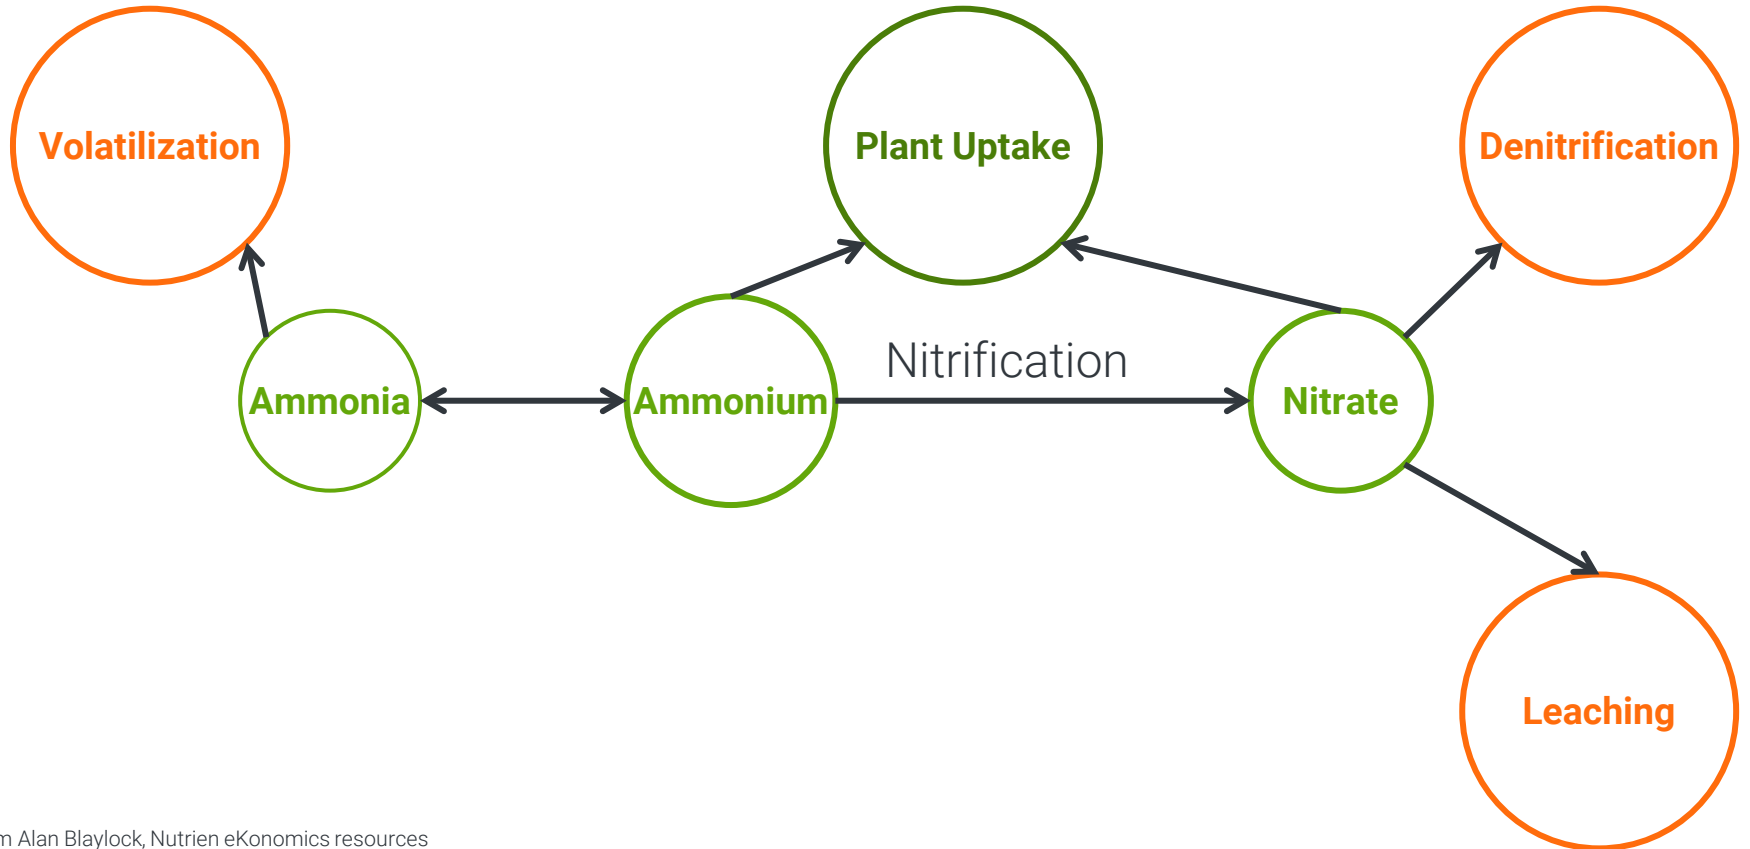 Volatilization
Plant Uptake
Denitrification
Nitrification
Ammonia
Ammonium
Nitrate
Leaching
Alan Blaylock, Nutrien eKonomics resources